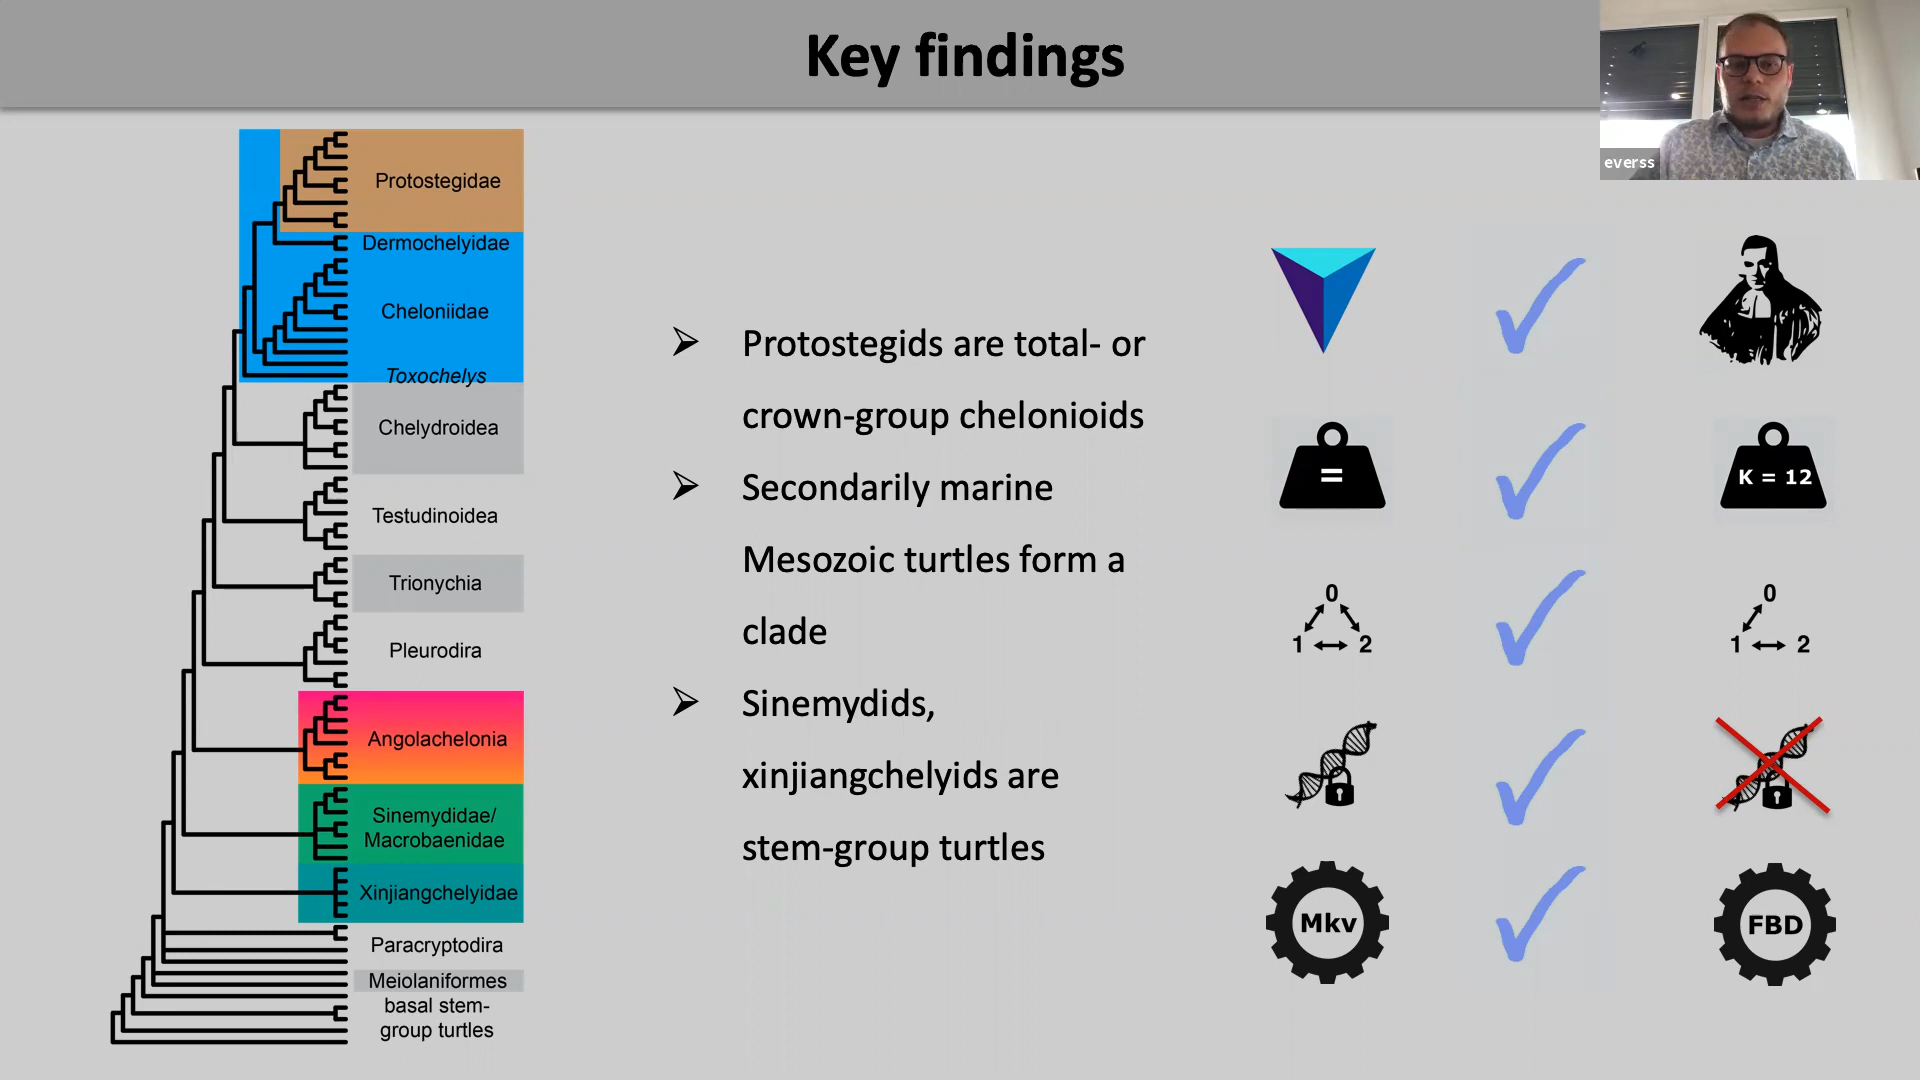 Key findings
everss
Protostegidae
Dermochelyidae
Cheloniidae
Toxochelys
Chelydroidea
Testudinoidea
Trionychia
Pleurodira
Angolachelonia
Sinemydidae/
Macrobaenidae
Xinjiangchelyidae
Paracryptodira
Meiolaniformes
basal stem-
group turtles
➢ Protostegids are total- or
crown-group chelonioids
➢ Secondarily marine
Mesozoic turtles form a
clade
➢ Sinemydids,
xinjiangchelyids are
stem-group turtles
=
K = 12
0
1 2
0
1 2
Mkv
FBD